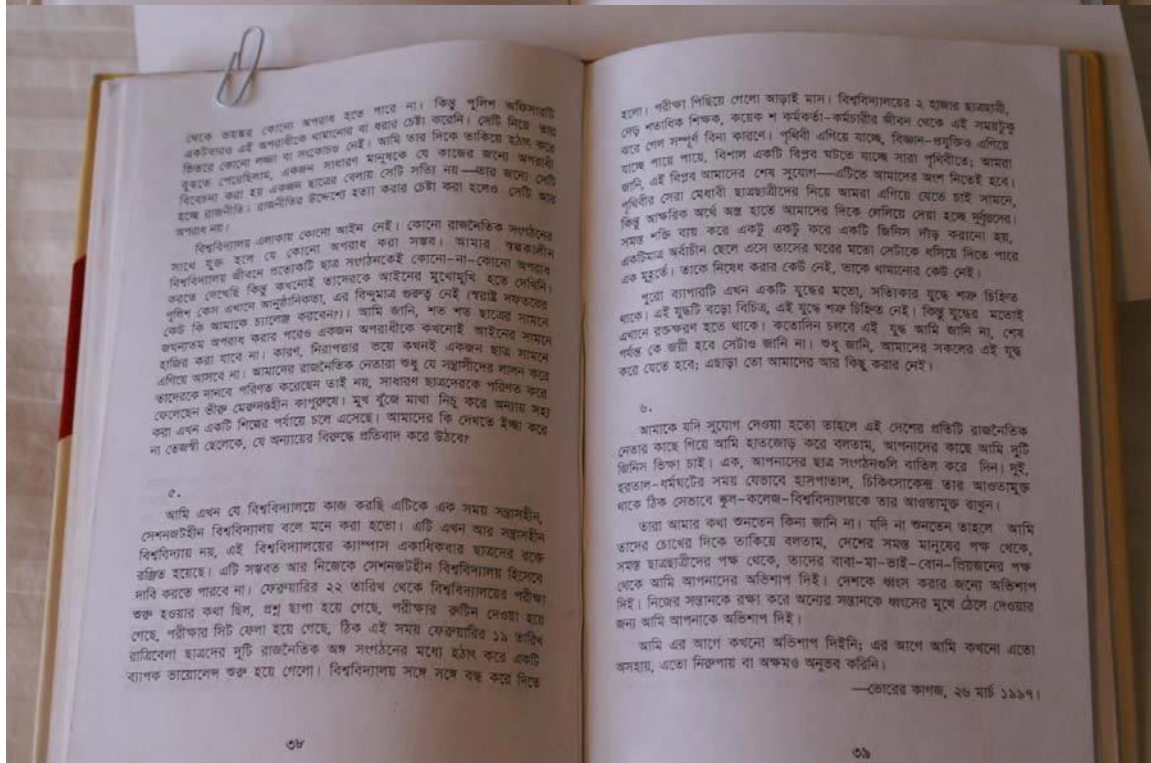 থেকে ভয়ঙ্কর কোনো অপরাধ হতে পারে না। কিন্তু পুলিশ অফিসারটি
একটিবারও এই অপরাধীকে থামানোর বা ধরার চেষ্টা করেনি। সেটি নিয়ে তার
ভিতরে কোনো লজ্জা বা সংকোচও নেই। আমি তার দিকে তাকিয়ে হঠাৎ করে
বুঝতে পেরেছিলাম, একজন সাধারণ মানুষকে যে কাজের জন্যে অপরাধী
বিবেচনা করা হয় একজন ছাত্রের বেলায় সেটি সত্যি নয়—তার জন্যে সেটি
হচ্ছে রাজনীতি। রাজনীতির উদ্দেশ্যে হত্যা করার চেষ্টা করা হলেও সেটি আর
অপরাধ নয়।
বিশ্ববিদ্যালয় এলাকায় কোনো আইন নেই। কোনো রাজনৈতিক সংগঠনের
সাথে যুক্ত হলে যে কোনো অপরাধ করা সম্ভব। আমার স্বল্পকালীন
বিশ্ববিদ্যালয় জীবনে প্রত্যেকটি ছাত্র সংগঠনকেই কোনো-না-কোনো অপরাধ
করতে দেখেছি কিন্তু কখনোই তাদেরকে আইনের মুখোমুখি হতে দেখিনি।
পুলিশ কেস এখানে আনুষ্ঠানিকতা, এর বিন্দুমাত্র গুরুত্ব নেই (স্বরাষ্ট্র দফতরের
কেউ কি আমাকে চ্যালেঞ্জ করবেন?)। আমি জানি, শত শত ছাত্রের সামনে
জঘন্যতম অপরাধ করার পরেও একজন অপরাধীকে কখনোই আইনের সামনে
হাজির করা যাবে না। কারণ, নিরাপত্তার ভয়ে কখনই একজন ছাত্র সামনে
এগিয়ে আসবে না। আমাদের রাজনৈতিক নেতারা শুধু যে সন্ত্রাসীদের লালন করে
তাদেরকে দানবে পরিণত করেছেন তাই নয়, সাধারণ ছাত্রদেরকে পরিণত করে
ফেলেছেন ভীরু মেরুদণ্ডহীন কাপুরুষে। মুখ বুঁজে মাথা নিচু করে অন্যায় সহ্য
করা এখন একটি শিল্পের পর্যায়ে চলে এসেছে। আমাদের কি দেখতে ইচ্ছা করে
না তেজস্বী ছেলেকে, যে অন্যায়ের বিরুদ্ধে প্রতিবাদ করে উঠবে?
৫.
আমি এখন যে বিশ্ববিদ্যালয়ে কাজ করছি এটিকে এক সময় সন্ত্রাসহীন,
সেশনজটহীন বিশ্ববিদ্যালয় বলে মনে করা হতো। এটি এখন আর সন্ত্রাসহীন
বিশ্ববিদ্যায় নয়, এই বিশ্ববিদ্যালয়ের ক্যাম্পাস একাধিকবার ছাত্রদের রক্তে
রঞ্জিত হয়েছে। এটি সম্ভবত আর নিজেকে সেশনজটহীন বিশ্ববিদ্যালয় হিসেবে
দাবি করতে পারবে না। ফেব্রুয়ারির ২২ তারিখ থেকে বিশ্ববিদ্যালয়ের পরীক্ষা
শুরু হওয়ার কথা ছিল, প্রশ্ন ছাপা হয়ে গেছে, পরীক্ষার রুটিন দেওয়া হয়ে
গেছে, পরীক্ষার সিট ফেলা হয়ে গেছে, ঠিক এই সময় ফেব্রুয়ারির ১৯ তারিখ
রাত্রিবেলা ছাত্রদের দুটি রাজনৈতিক অঙ্গ সংগঠনের মধ্যে হঠাৎ করে একটি
ব্যাপক ভায়োলেন্স শুরু হয়ে গেলো। বিশ্ববিদ্যালয় সঙ্গে সঙ্গে বন্ধ করে দিতে
৩৮
হলো। পরীক্ষা পিছিয়ে গেলো আড়াই মাস। বিশ্ববিদ্যালয়ের ২ হাজার ছাত্রছাত্রী,
দেড় শতাধিক শিক্ষক, কয়েক শ কর্মকর্তা-কর্মচারীর জীবন থেকে এই সময়টুকু
ঝরে গেল সম্পূর্ণ বিনা কারণে। পৃথিবী এগিয়ে যাচ্ছে, বিজ্ঞান-প্রযুক্তিও এগিয়ে
যাচ্ছে পায়ে পায়ে, বিশাল একটি বিপ্লব ঘটতে যাচ্ছে সারা পৃথিবীতে; আমরা
জানি, এই বিপ্লব আমাদের শেষ সুযোগ—এটিতে আমাদের অংশ নিতেই হবে।
পৃথিবীর সেরা মেধাবী ছাত্রছাত্রীদের নিয়ে আমরা এগিয়ে যেতে চাই সামনে,
কিন্তু আক্ষরিক অর্থে অস্ত্র হাতে আমাদের দিকে লেলিয়ে দেয়া হচ্ছে দুর্বৃত্তদের।
সমস্ত শক্তি ব্যয় করে একটু একটু করে একটি জিনিস দাঁড় করানো হয়,
একটিমাত্র অর্বাচীন ছেলে এসে তাসের ঘরের মতো সেটাকে ধসিয়ে দিতে পারে
এক মুহূর্তে। তাকে নিষেধ করার কেউ নেই, তাকে থামানোর কেউ নেই।
পুরো ব্যাপারটি এখন একটি যুদ্ধের মতো, সত্যিকার যুদ্ধে শত্রু চিহ্নিত
থাকে। এই যুদ্ধটি বড়ো বিচিত্র, এই যুদ্ধে শত্রু চিহ্নিত নেই। কিন্তু যুদ্ধের মতোই
এখানে রক্তক্ষরণ হতে থাকে। কতোদিন চলবে এই যুদ্ধ আমি জানি না, শেষ
পর্যন্ত কে জয়ী হবে সেটাও জানি না। শুধু জানি, আমাদের সকলের এই যুদ্ধ
করে যেতে হবে; এছাড়া তো আমাদের আর কিছু করার নেই।
৬.
আমাকে যদি সুযোগ দেওয়া হতো তাহলে এই দেশের প্রতিটি রাজনৈতিক
নেতার কাছে গিয়ে আমি হাতজোড় করে বলতাম, আপনাদের কাছে আমি দুটি
জিনিস ভিক্ষা চাই। এক, আপনাদের ছাত্র সংগঠনগুলি বাতিল করে দিন। দুই,
হরতাল-ধর্মঘটের সময় যেভাবে হাসপাতাল, চিকিৎসাকেন্দ্র তার আওতামুক্ত
থাকে ঠিক সেভাবে স্কুল-কলেজ-বিশ্ববিদ্যালয়কে তার আওতামুক্ত রাখুন।
তারা আমার কথা শুনতেন কিনা জানি না। যদি না শুনতেন তাহলে আমি
তাদের চোখের দিকে তাকিয়ে বলতাম, দেশের সমস্ত মানুষের পক্ষ থেকে,
সমস্ত ছাত্রছাত্রীদের পক্ষ থেকে, তাদের বাবা-মা-ভাই-বোন-প্রিয়জনের পক্ষ
থেকে আমি আপনাদের অভিশাপ দিই। দেশকে ধ্বংস করার জন্যে অভিশাপ
দিই। নিজের সন্তানকে রক্ষা করে অন্যের সন্তানকে ধ্বংসের মুখে ঠেলে দেওয়ার
জন্য আমি আপনাকে অভিশাপ দিই।
আমি এর আগে কখনো অভিশাপ দিইনি; এর আগে আমি কখনো এতো
অসহায়, এতো নিরুপায় বা অক্ষমও অনুভব করিনি।
—ভোরের কাগজ, ২৬ মার্চ ১৯৯৭।
৩৯